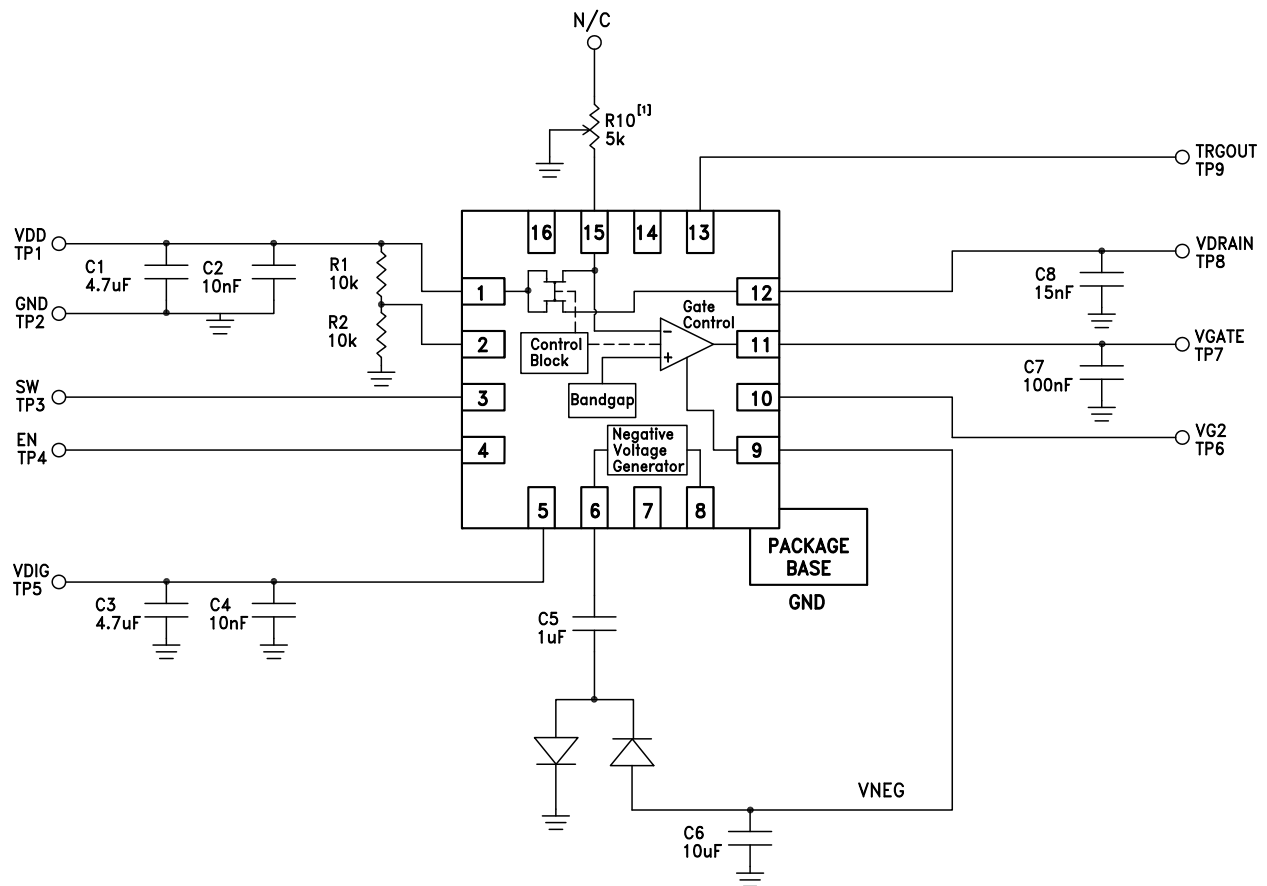 N/C
R10[1]
5k
TRGOUT
TP9
16
15
14
13
VDD
TP1
C1
4.7uF
C2
10nF
R1
10k
VDRAIN
TP8
C8
15nF
GND
TP2
1
12
R2
10k
Gate
Control
2
Control
Block
−
+
11
VGATE
TP7
C7
100nF
SW
TP3
3
Bandgap
10
VG2
TP6
EN
TP4
4
Negative
Voltage
Generator
9
5
6
7
8
PACKAGE
BASE
GND
VDIG
TP5
C3
4.7uF
C4
10nF
C5
1uF
VNEG
C6
10uF